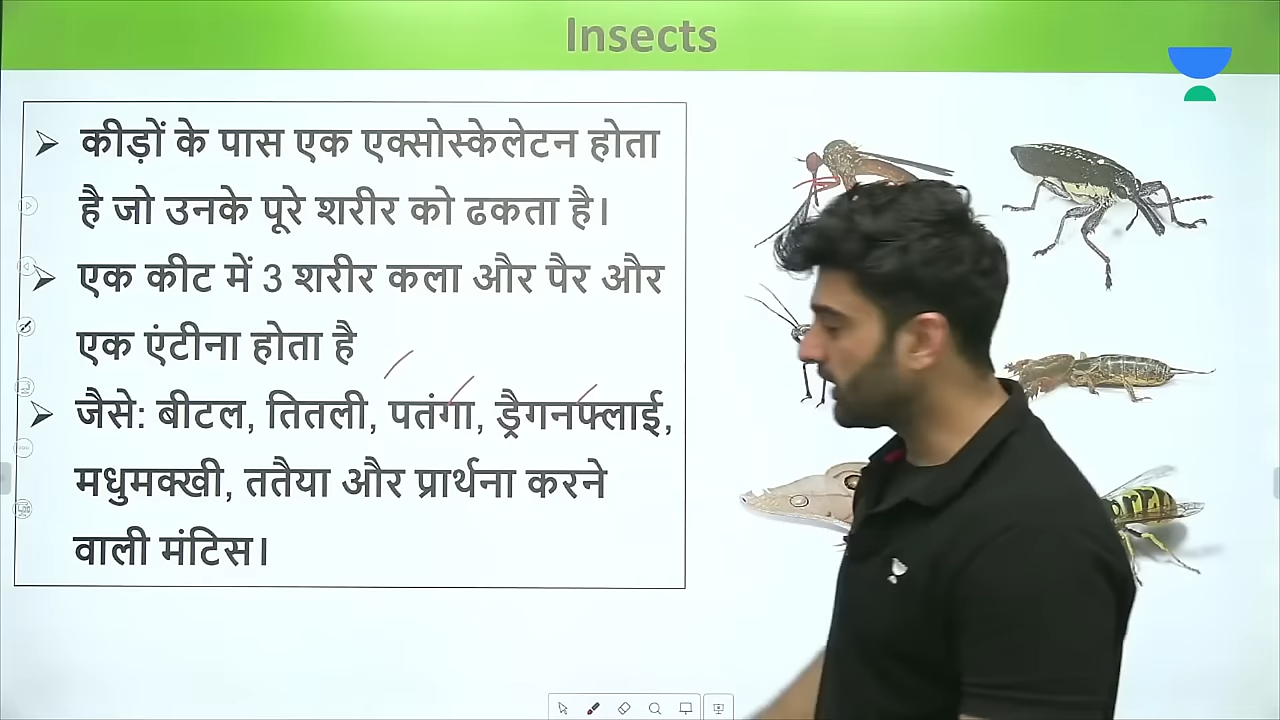 Insects
कीड़ों के पास एक एक्सोस्केलेटन होता
है जो उनके पूरे शरीर को ढकता है।
एक कीट में 3 शरीर कला और पैर और
एक एंटीना होता है
जैसे: बीटल, तितली, पतंगा, ड्रैगनफ्लाई,
मधुमक्खी, ततैया और प्रार्थना करने
वाली मंटिस।